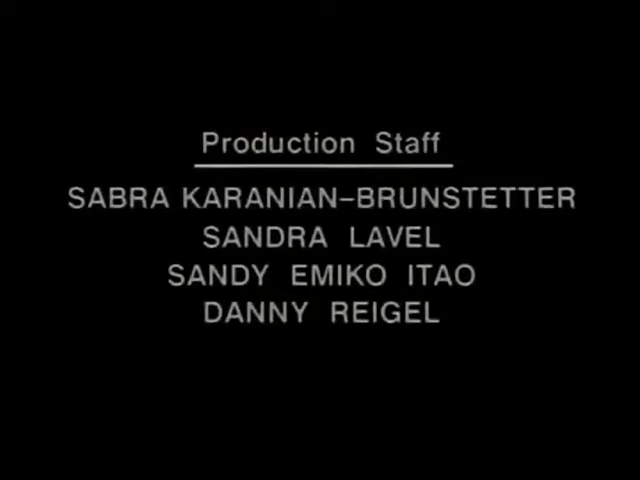 Production Staff
SABRA KARANIAN-BRUNSTETTER
SANDRA LAVEL
SANDY EMIKO ITAO
DANNY REIGEL